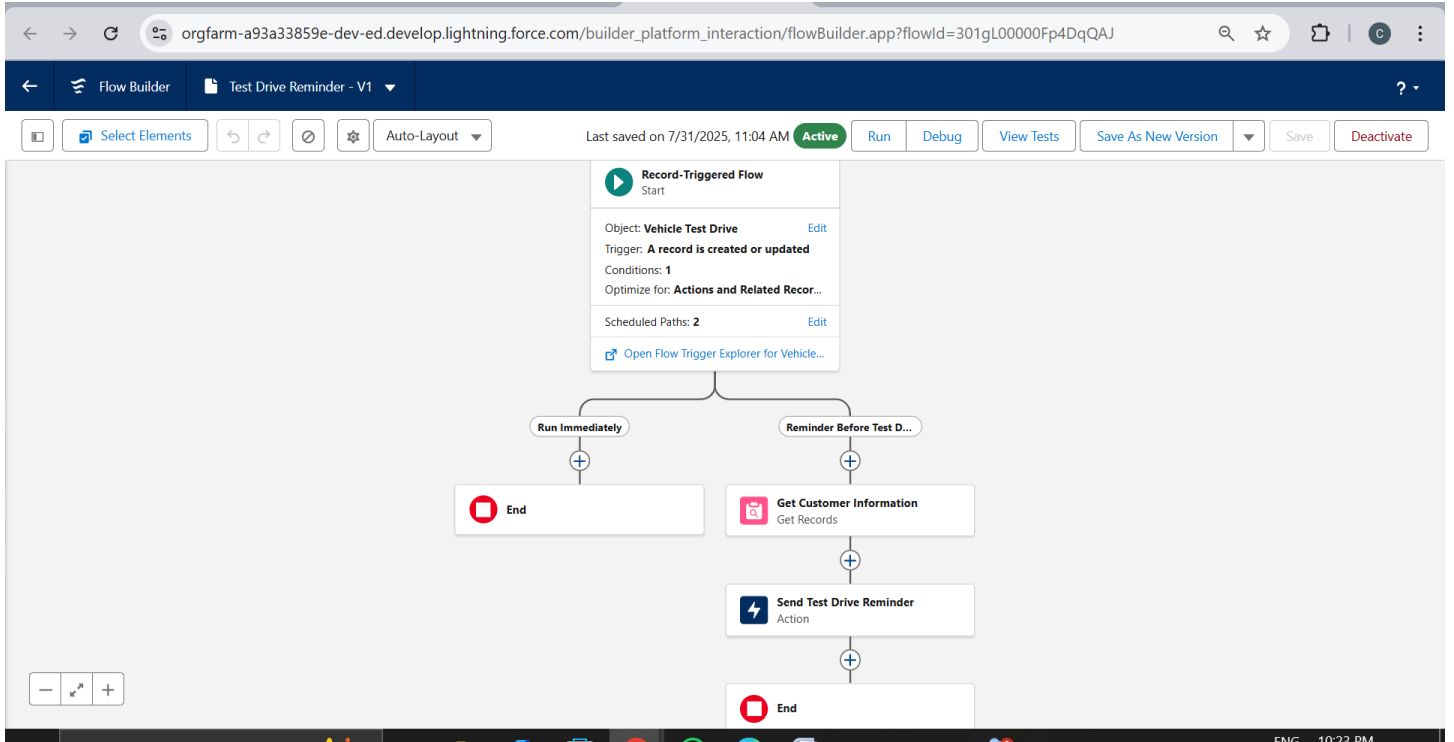 orgfarm-a93a33859e-dev-ed.develop.lightning.force.com/builder_platform_interaction/flowBuilder.app?flowId=301gL00000Fp4DqQAJ
C
Flow Builder
Test Drive Reminder - V1
?
Select Elements
Auto-Layout
Last saved on 7/31/2025, 11:04 AM
Active
Run
Debug
View Tests
Save As New Version
Save
Deactivate
Record-Triggered Flow
Start
Object: Vehicle Test Drive
Edit
Trigger: A record is created or updated
Conditions: 1
Optimize for: Actions and Related Recor...
Scheduled Paths: 2
Edit
Open Flow Trigger Explorer for Vehicle...
Run Immediately
Reminder Before Test D...
End
Get Customer Information
Get Records
Send Test Drive Reminder
Action
End
ENG
10:23 PM